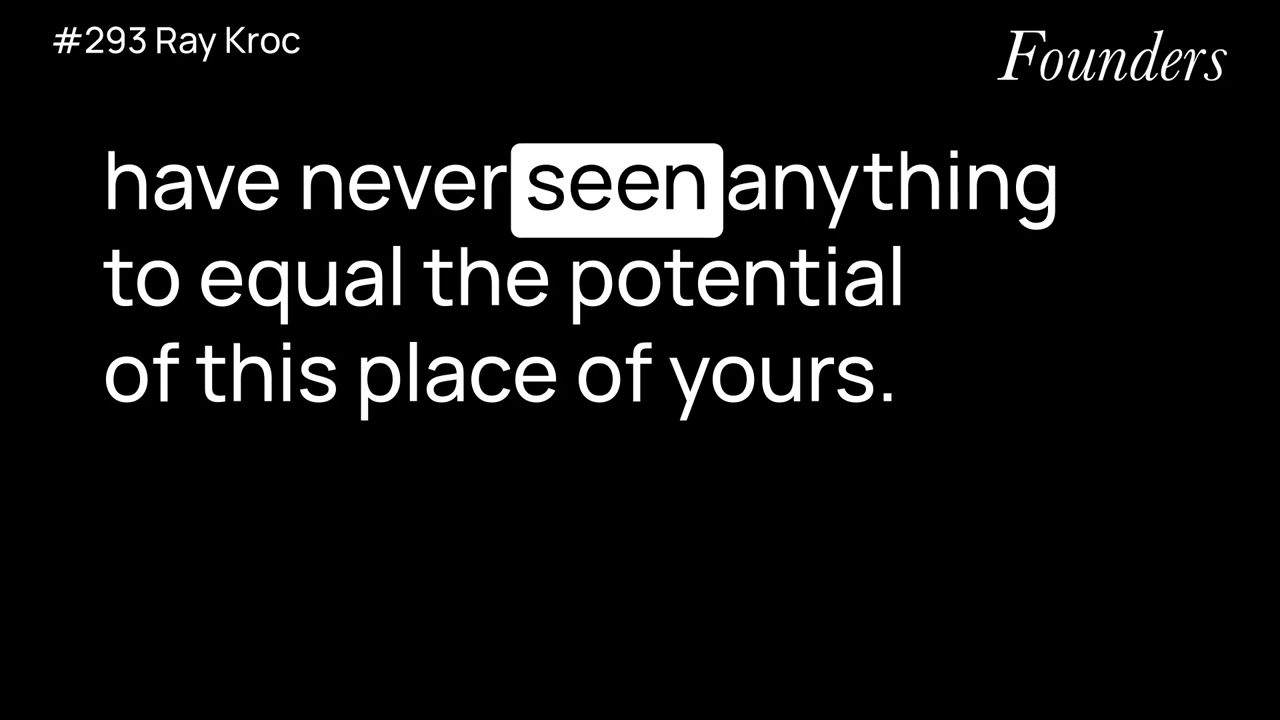 #293 Ray Kroc
Founders
have never seen anything
to equal the potential
of this place of yours.